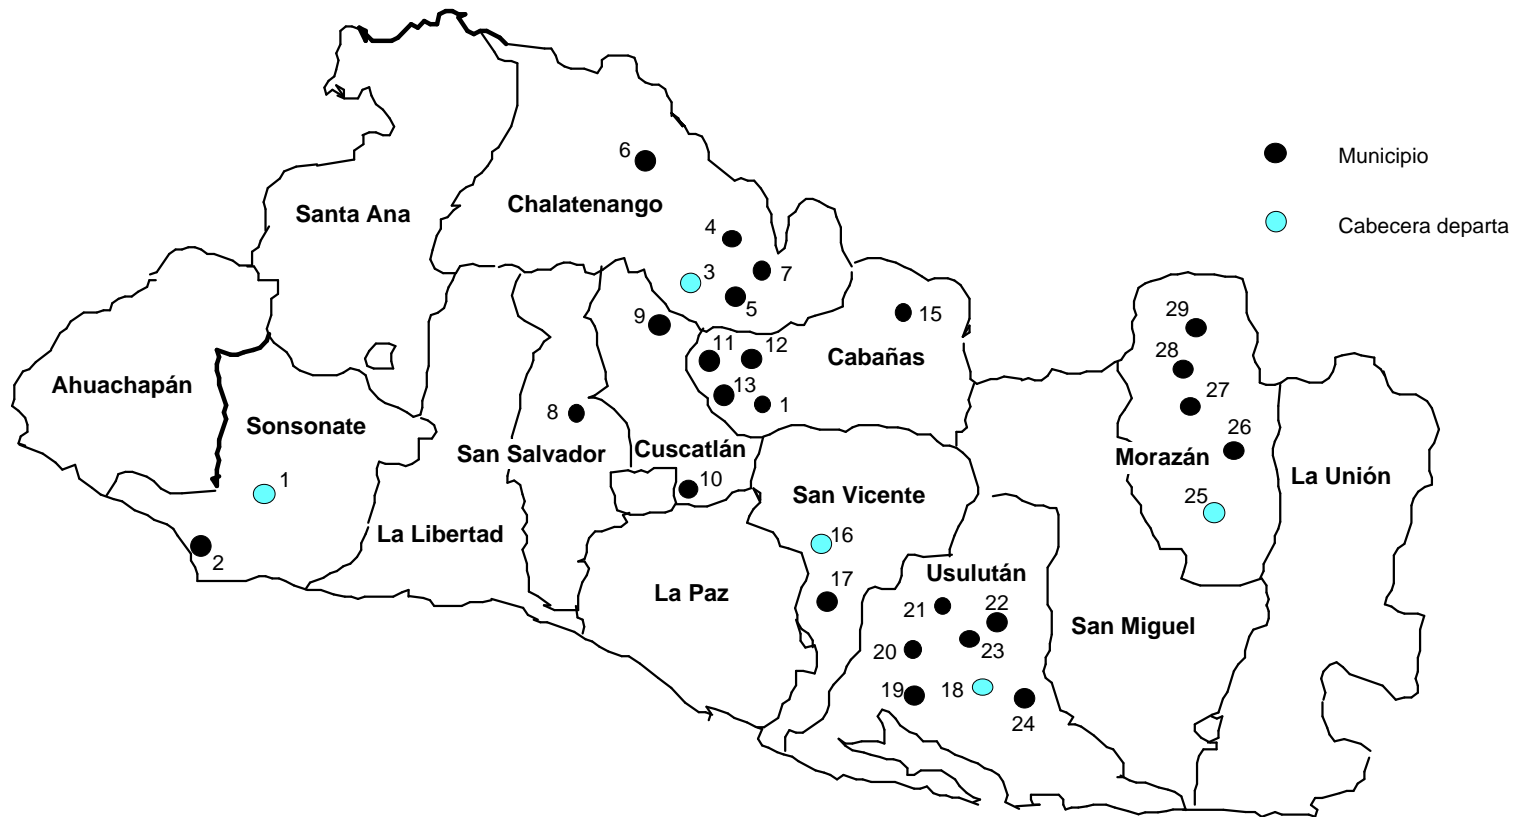 6
Municipio
Chalatenango
Santa Ana
4
Cabecera departa
3
7
5
9
15
29
11
12
Cabañas
28
Ahuachapán
13
1
27
8
Sonsonate
26
Cuscatlán
San Salvador
Morazán
La Unión
10
1
San Vicente
25
La Libertad
16
2
Usulután
17
La Paz
21
22
San Miguel
20
23
19
18
24